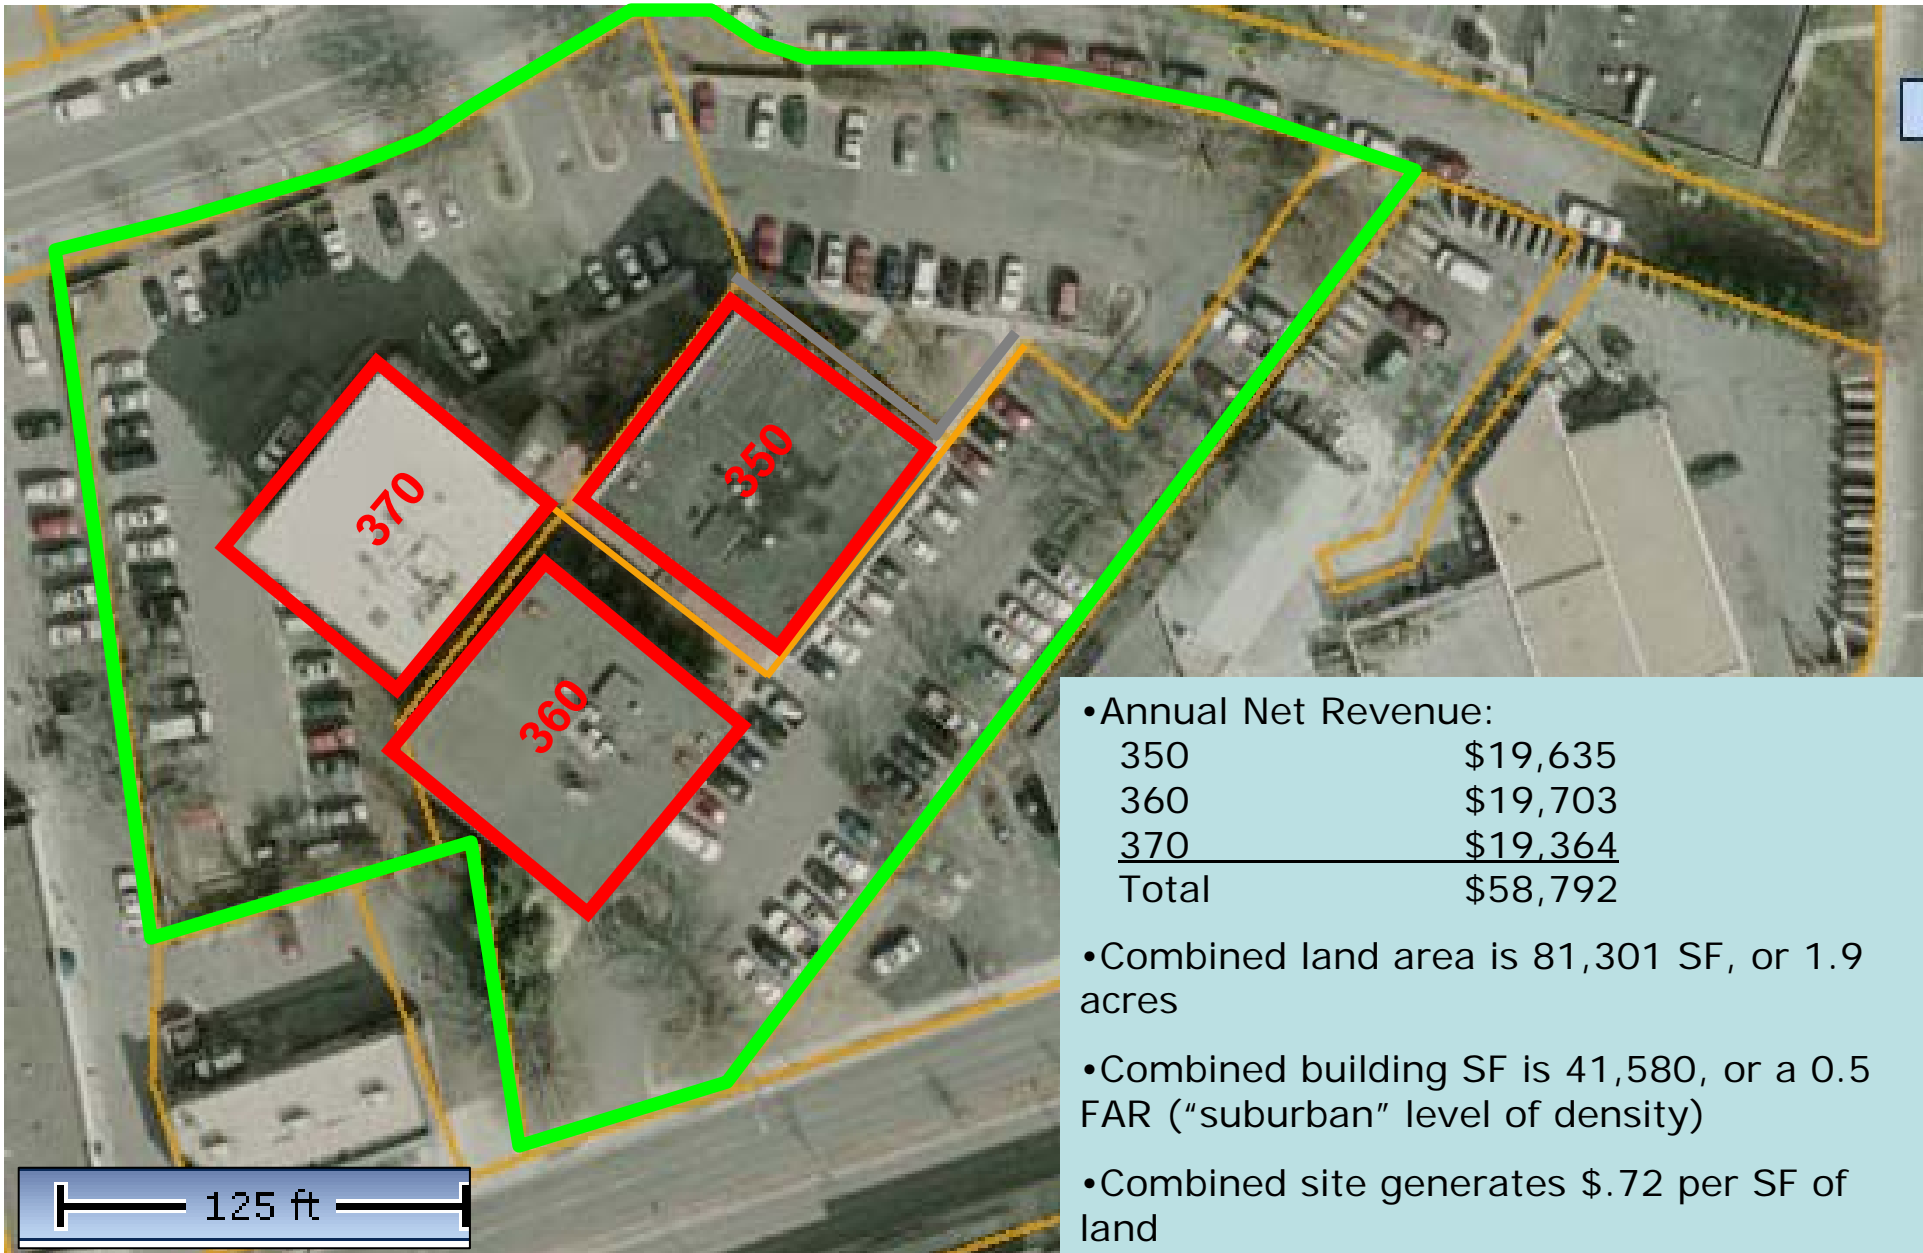 370
350
360
•Annual Net Revenue:
350 $19,635
360 $19,703
370 $19,364
Total $58,792
•Combined land area is 81,301 SF, or 1.9
acres
•Combined building SF is 41,580, or a 0.5
FAR (“suburban” level of density)
•Combined site generates $.72 per SF of
land
125 ft